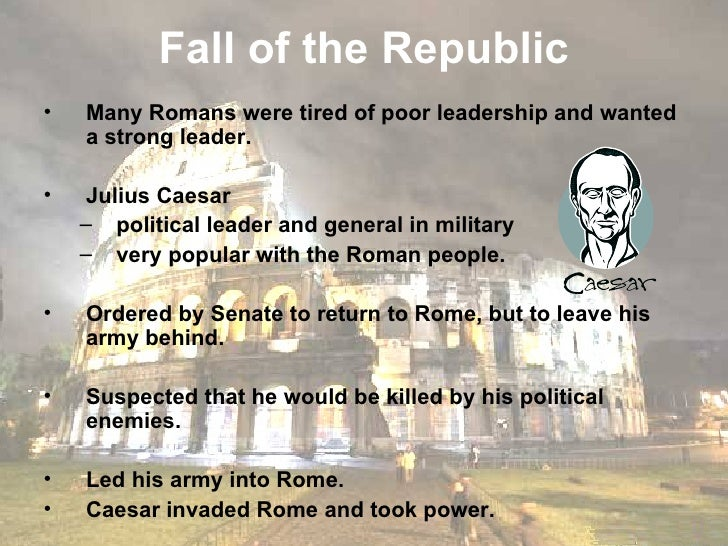 Fall of the Republic
• Many Romans were tired of poor leadership and wanted
a strong leader.
• Julius Caesar
– political leader and general in military
– very popular with the Roman people.
Caesar
• Ordered by Senate to return to Rome, but to leave his
army behind.
• Suspected that he would be killed by his political
enemies.
• Led his army into Rome.
• Caesar invaded Rome and took power.